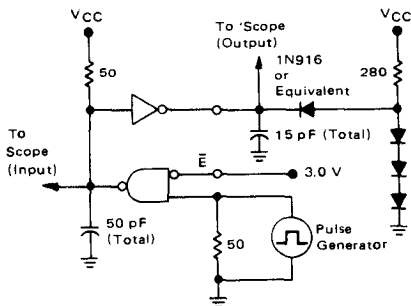 VCC
To 'Scope
(Output)
VCC
50
1N916
or
Equivalent
280
To
Scope
(Input)
15 pF (Total)
E̅
3.0 V
50 pF
(Total)
50
Pulse
Generator